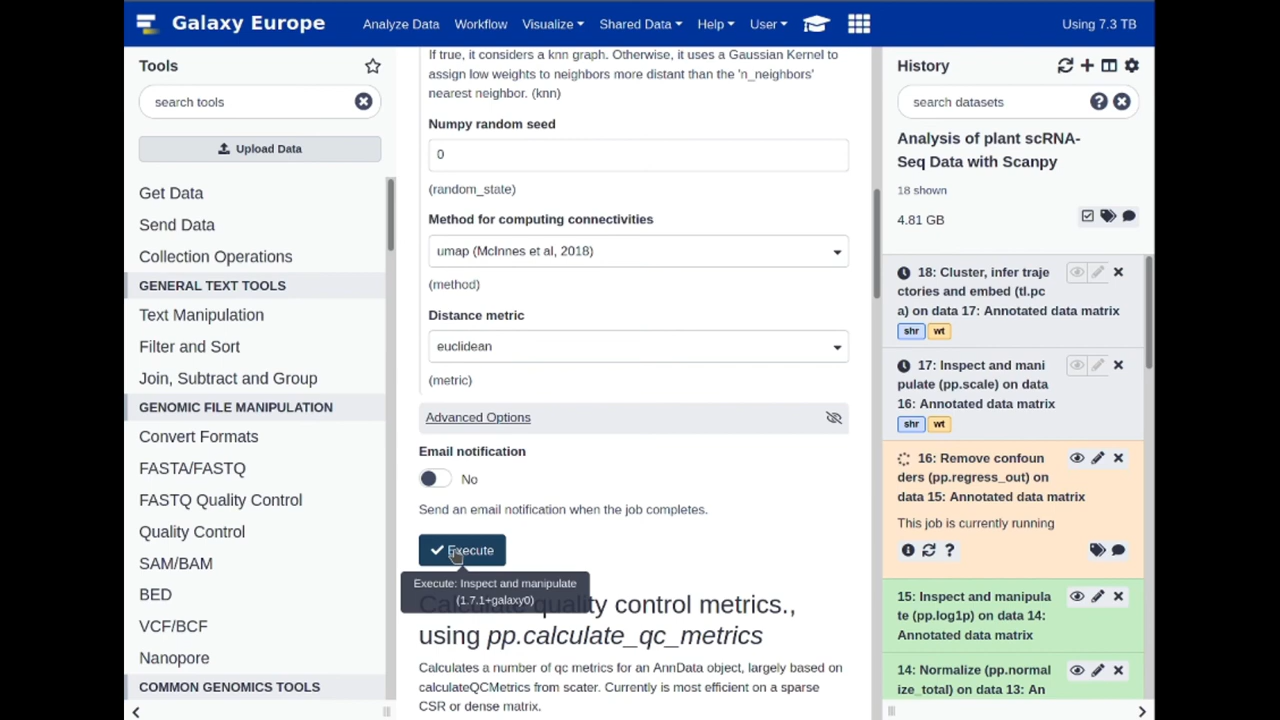 Galaxy Europe
Analyze Data Workflow Visualize Shared Data Help User Using 7.3 TB
Tools
search tools
Upload Data
Get Data
Send Data
Collection Operations
GENERAL TEXT TOOLS
Text Manipulation
Filter and Sort
Join, Subtract and Group
GENOMIC FILE MANIPULATION
Convert Formats
FASTA/FASTQ
FASTQ Quality Control
Quality Control
SAM/BAM
BED
VCF/BCF
Nanopore
COMMON GENOMICS TOOLS
If true, it considers a knn graph. Otherwise, it uses a Gaussian Kernel to
assign low weights to neighbors more distant than the 'n_neighbors'
nearest neighbor. (knn)
Numpy random seed
0
(random_state)
Method for computing connectivities
umap (McInnes et al, 2018)
(method)
Distance metric
euclidean
(metric)
Advanced Options
Email notification
No
Send an email notification when the job completes.
Execute
Execute: Inspect and manipulate
(1.7.1+galaxy0)
Calculate quality control metrics.,
using pp.calculate_qc_metrics
Calculates a number of qc metrics for an AnnData object, largely based on
calculateQCMetrics from scater. Currently is most efficient on a sparse
CSR or dense matrix.
History
search datasets
Analysis of plant scRNA-
Seq Data with Scanpy
18 shown
4.81 GB
18: Cluster, infer traje
ctories and embed (tl.pc
a) on data 17: Annotated data matrix
shr wt
17: Inspect and mani
pulate (pp.scale) on data
16: Annotated data matrix
shr wt
16: Remove confoun
ders (pp.regress_out) on
data 15: Annotated data matrix
This job is currently running
15: Inspect and manipula
te (pp.log1p) on data 14:
Annotated data matrix
14: Normalize (pp.normal
ize_total) on data 13: An